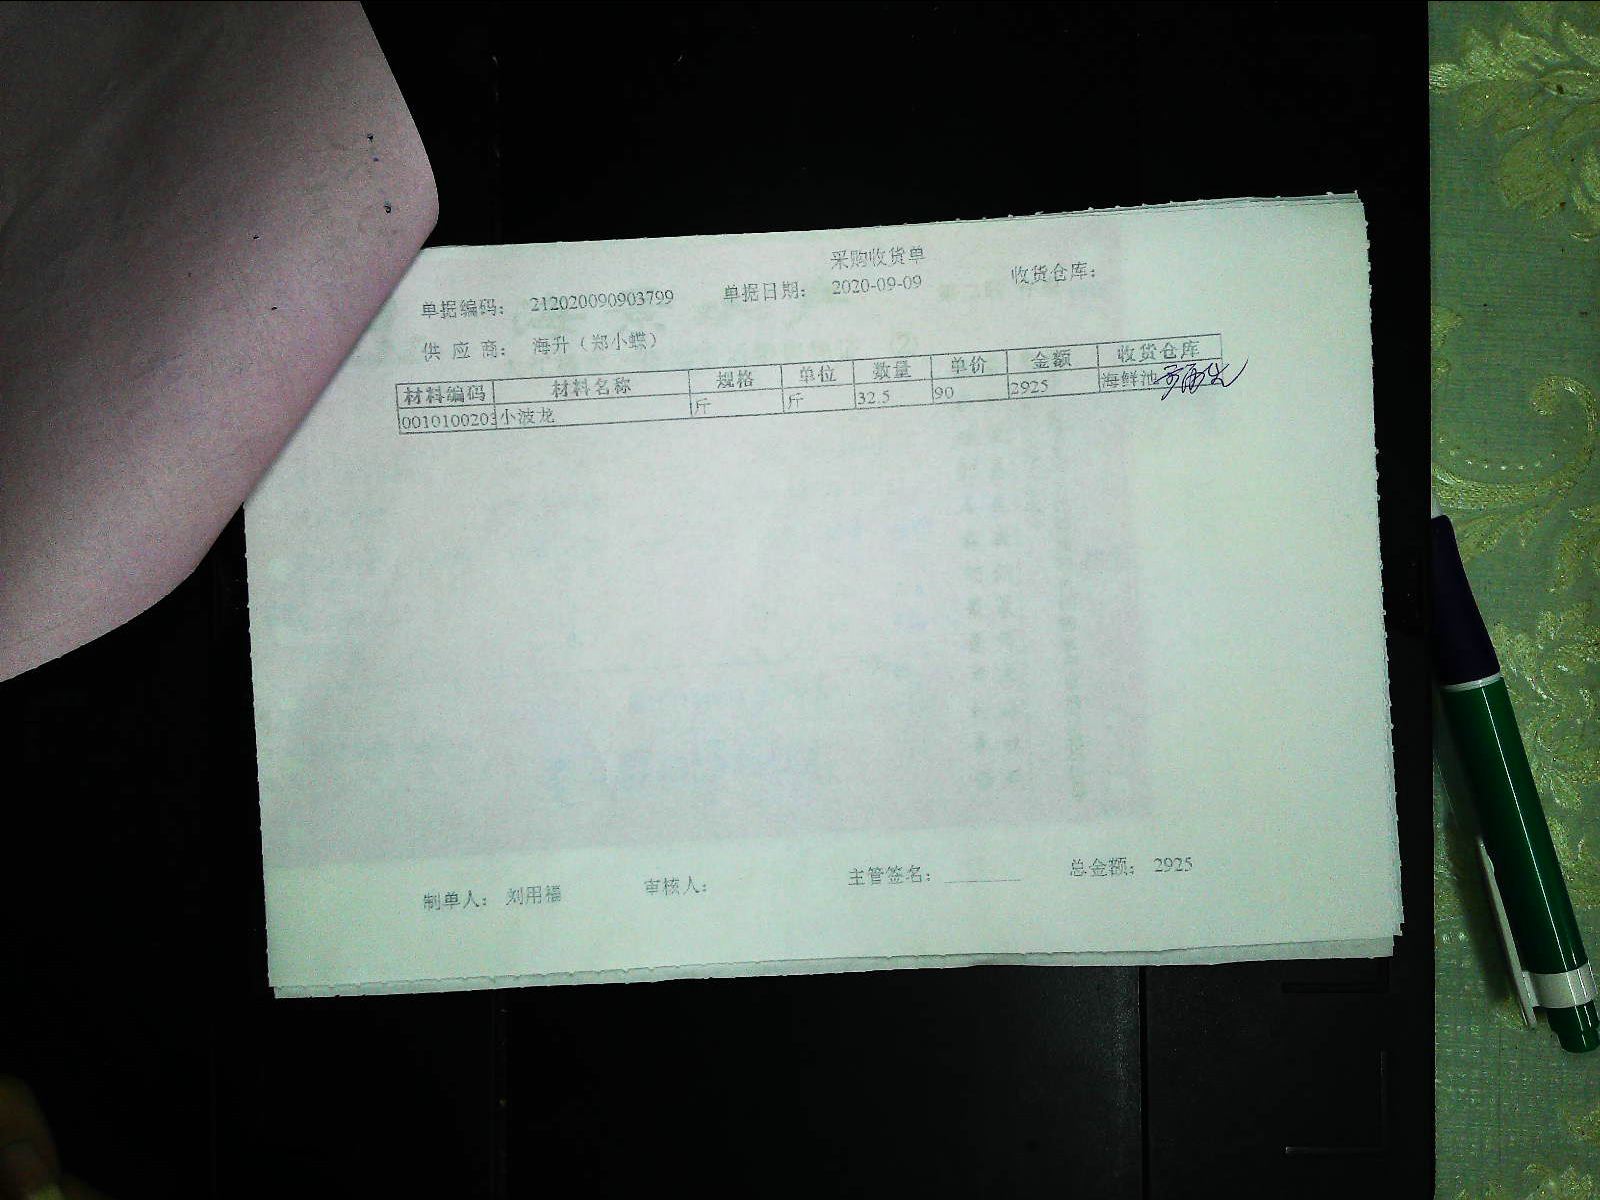 采购收货单
单据编码： 212020090903799 单据日期： 2020-09-09 收货仓库：
供 应 商： 海升（郑小蝶）
材料编码 材料名称 规格 单位 数量 单价 金额 收货仓库
0010100203 小波龙 斤 斤 32.5 90 2925 海鲜池
制单人： 刘用福 审核人： 主管签名： 总金额： 2925